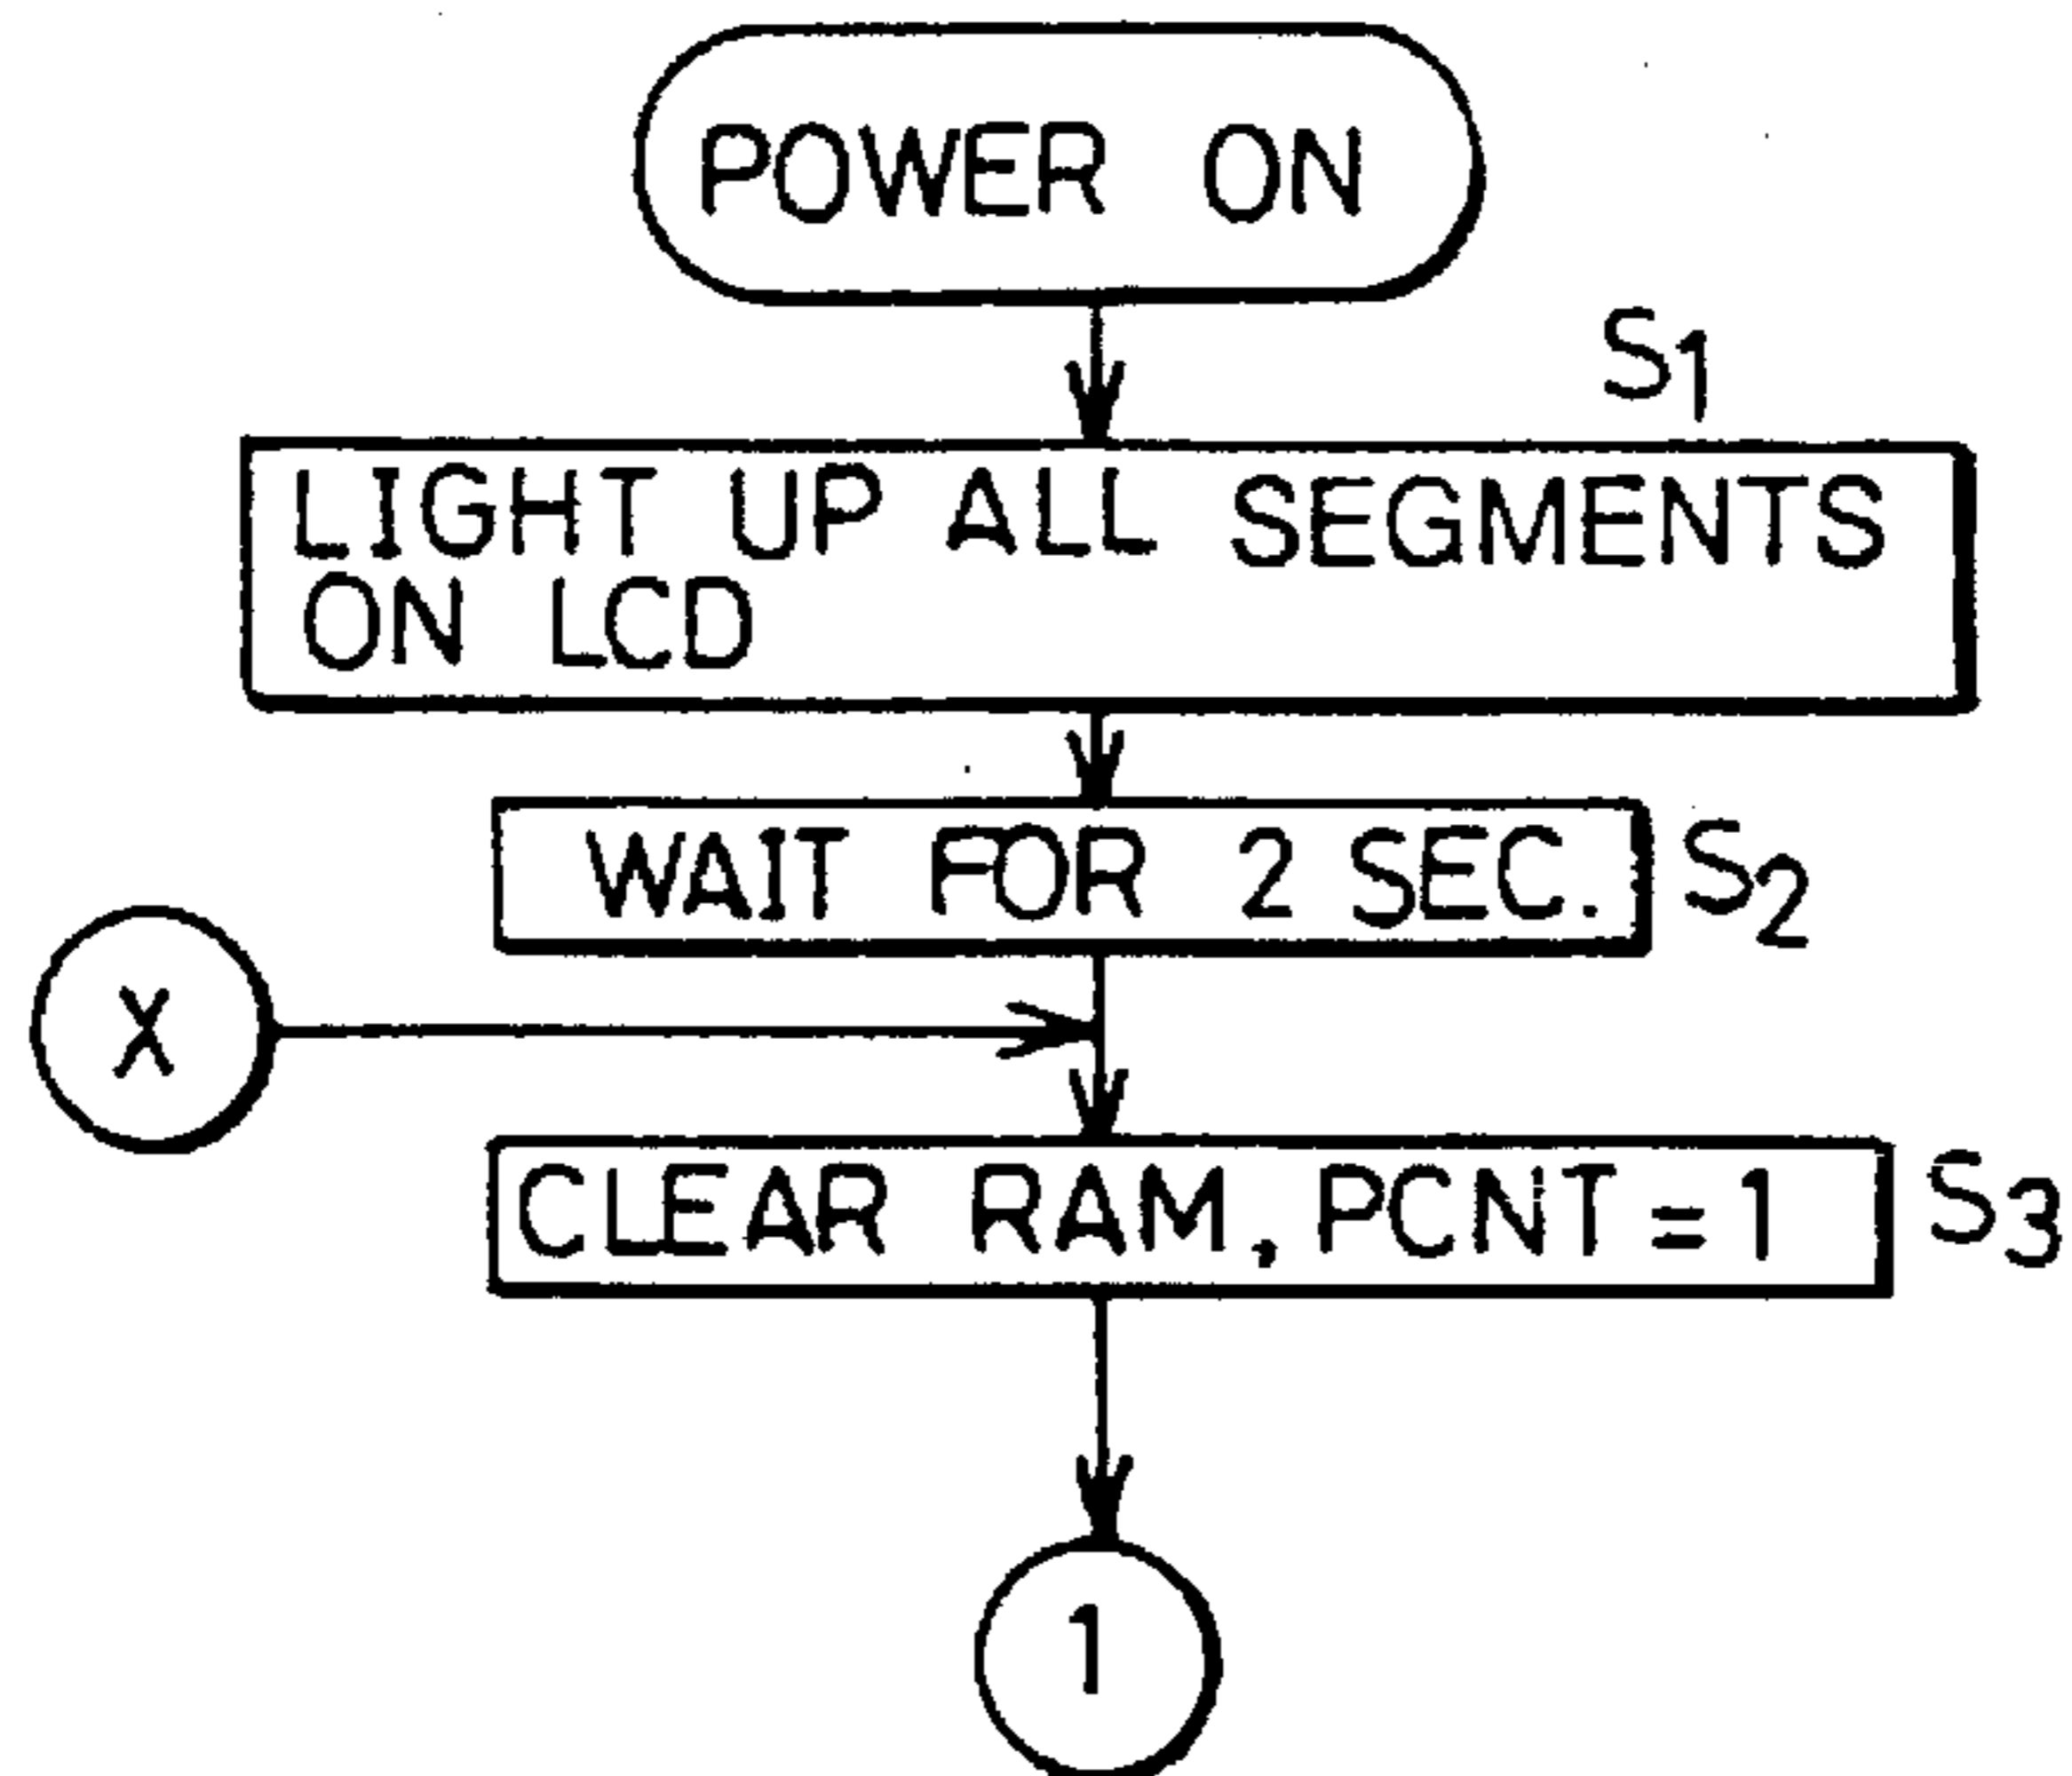 POWER ON
S1
LIGHT UP ALL SEGMENTS
ON LCD
WAIT FOR 2 SEC. S2
X
CLEAR RAM, PCNT = 1 S3
1